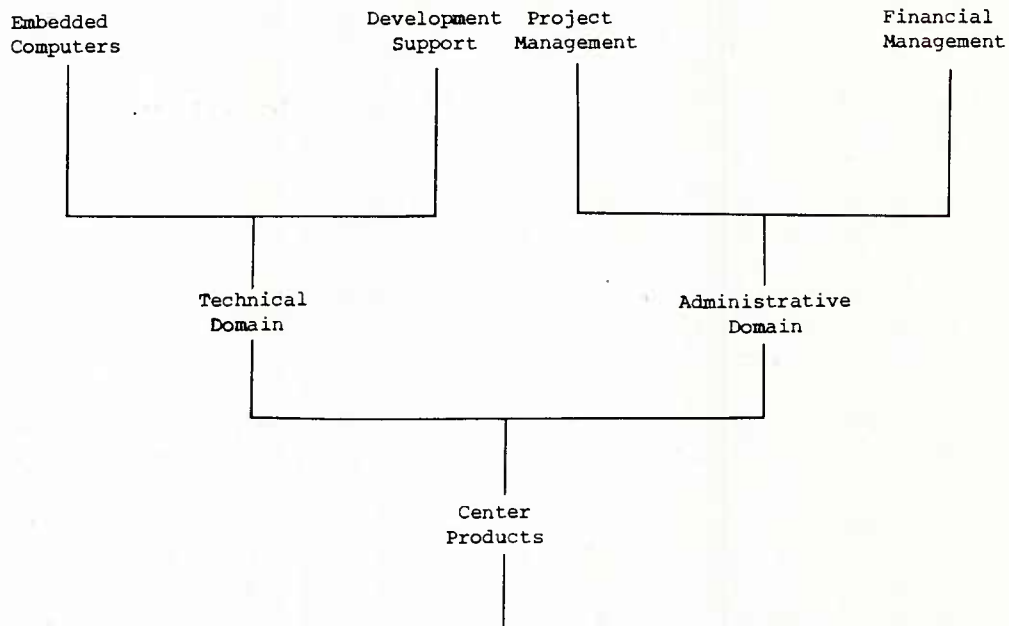 Embedded
Computers
Development
Support
Project
Management
Financial
Management
Technical
Domain
Administrative
Domain
Center
Products